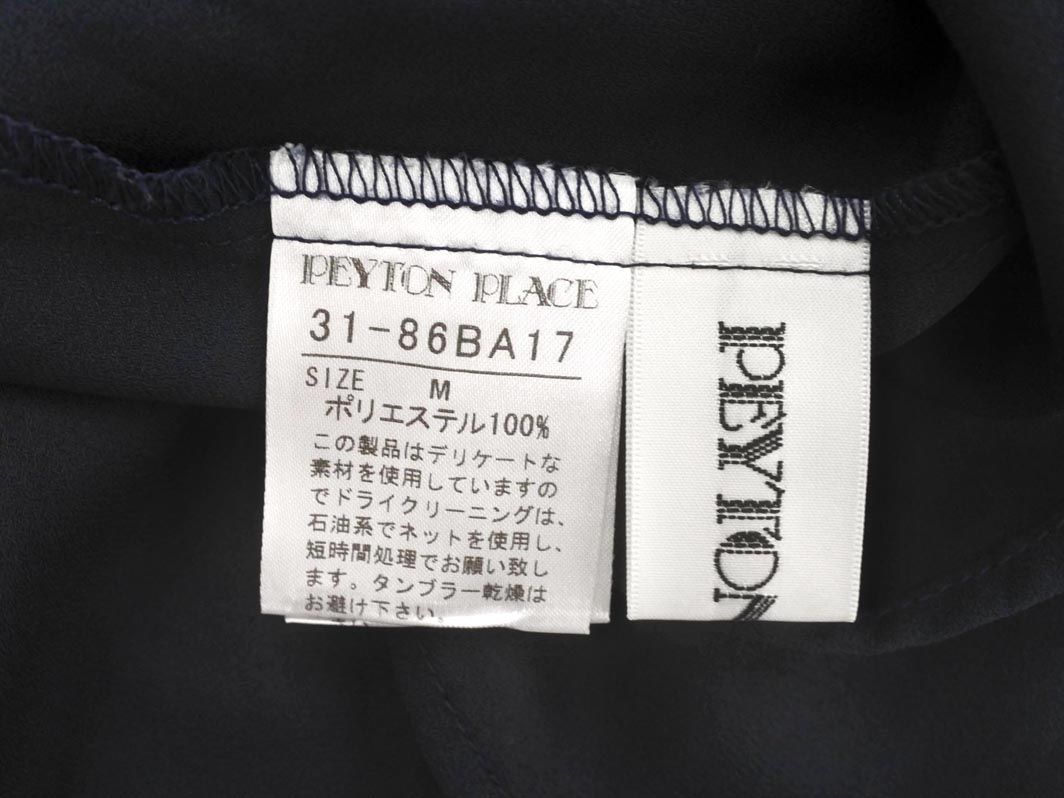 PEYTON PLACE
31-86BA17
SIZE M
ポリエステル100%
この製品はデリケートな
素材を使用していますの
でドライクリーニングは、
石油系でネットを使用し、
短時間処理でお願い致し
ます。タンブラー乾燥は
お避け下さい。
PEYTON